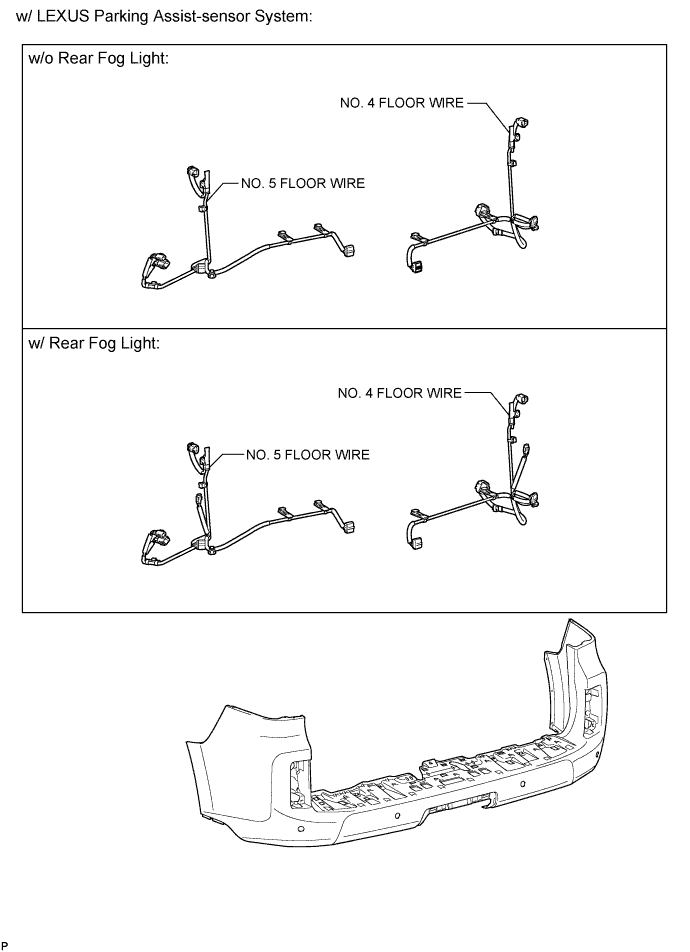 w/ LEXUS Parking Assist-sensor System:
w/o Rear Fog Light:
NO. 4 FLOOR WIRE
NO. 5 FLOOR WIRE
w/ Rear Fog Light:
NO. 4 FLOOR WIRE
NO. 5 FLOOR WIRE
P